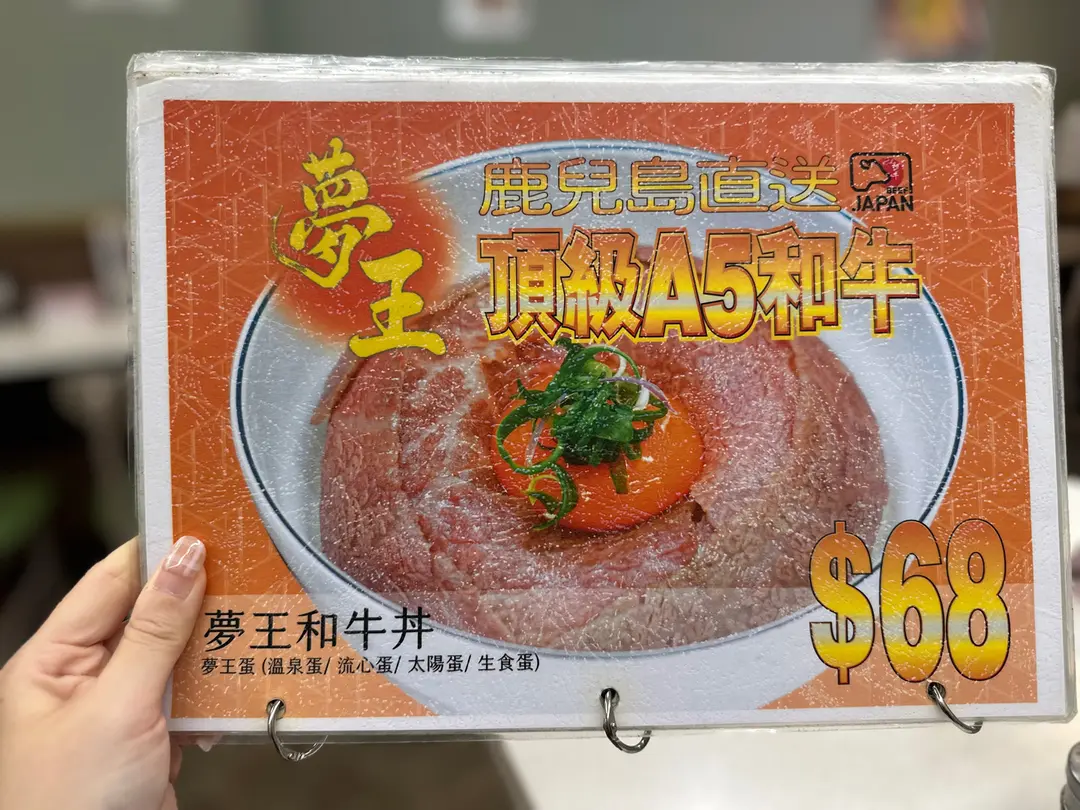 夢王
鹿兒島直送
BEEF
JAPAN
頂級A5和牛
$68
夢王和牛丼
夢王蛋 (溫泉蛋/ 流心蛋/ 太陽蛋/ 生食蛋)